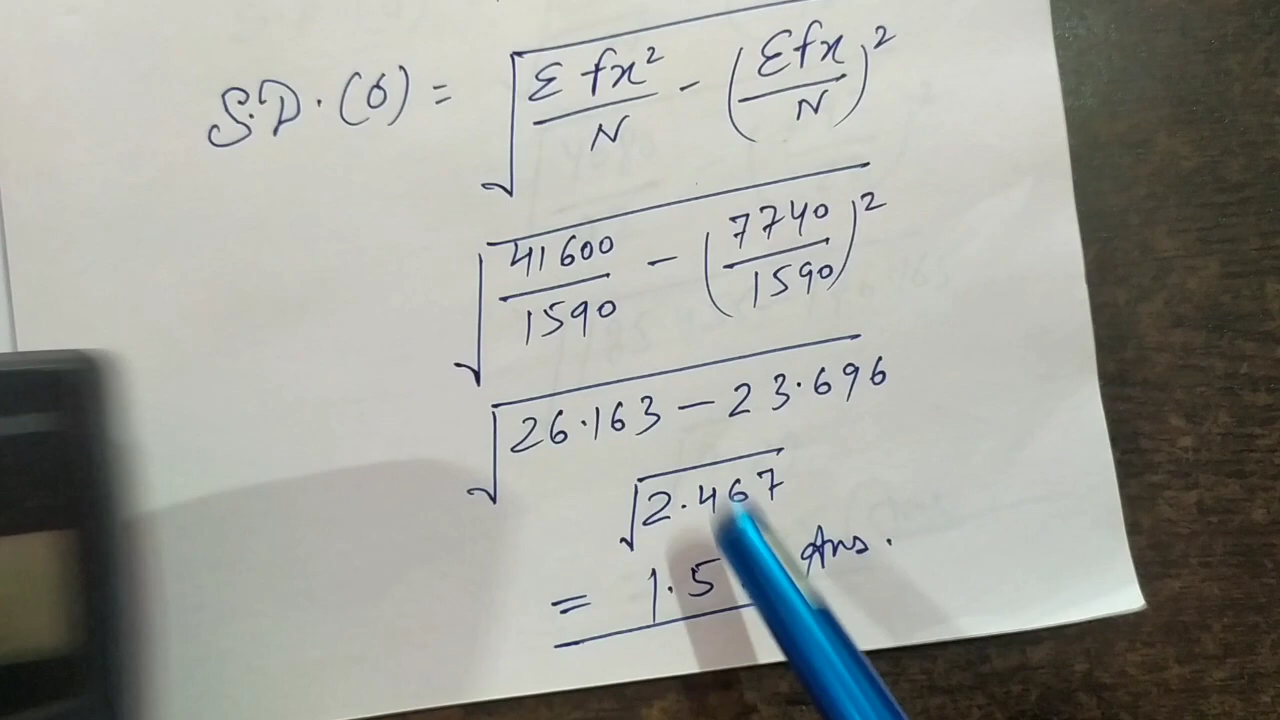 S.D. (σ) = √ Σfx²/N - (Σfx/N)²
√ 41600/1590 - (7740/1590)²
√ 26.163 - 23.696
√ 2.467
= 1.5 Ans.